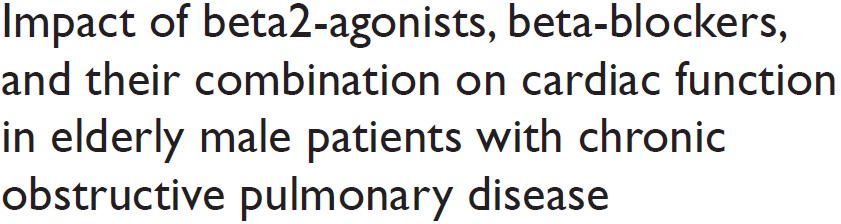 Impact of beta2-agonists, beta-blockers,
and their combination on cardiac function
in elderly male patients with chronic
obstructive pulmonary disease